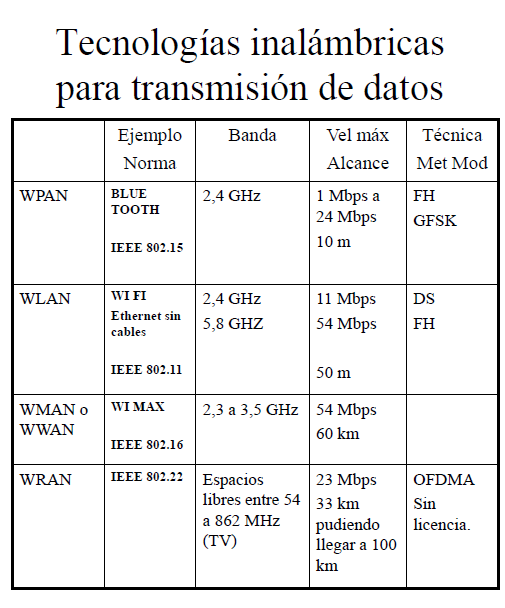 Tecnologías inalámbricas
para transmisión de datos
Ejemplo
Norma
Banda
Vel máx
Alcance
Técnica
Met Mod
WPAN
BLUE
TOOTH
IEEE 802.15
2,4 GHz
1 Mbps a
24 Mbps
10 m
FH
GFSK
WLAN
WI FI
Ethernet sin
cables
IEEE 802.11
2,4 GHz
5,8 GHZ
11 Mbps
54 Mbps
50 m
DS
FH
WMAN o
WWAN
WI MAX
IEEE 802.16
2,3 a 3,5 GHz
54 Mbps
60 km
WRAN
IEEE 802.22
Espacios
libres entre 54
a 862 MHz
(TV)
23 Mbps
33 km
pudiendo
llegar a 100
km
OFDMA
Sin
licencia.